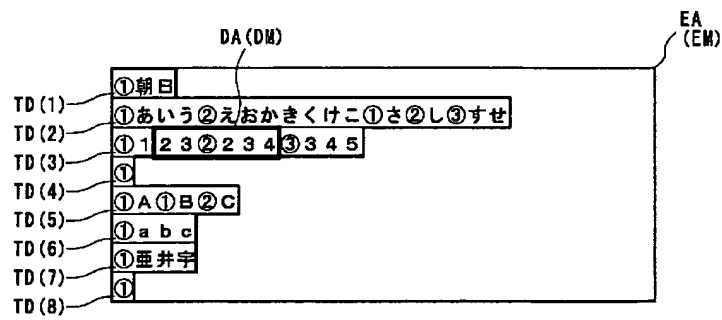 DA(DM)
EA
(EM)
TD(1) ①朝日
TD(2) ①あいう②えおかきくけこ①さ②し③すせ
TD(3) ①123②234③345
TD(4) ①
TD(5) ①A①B②C
TD(6) ①abc
TD(7) ①亜井宇
TD(8) ①